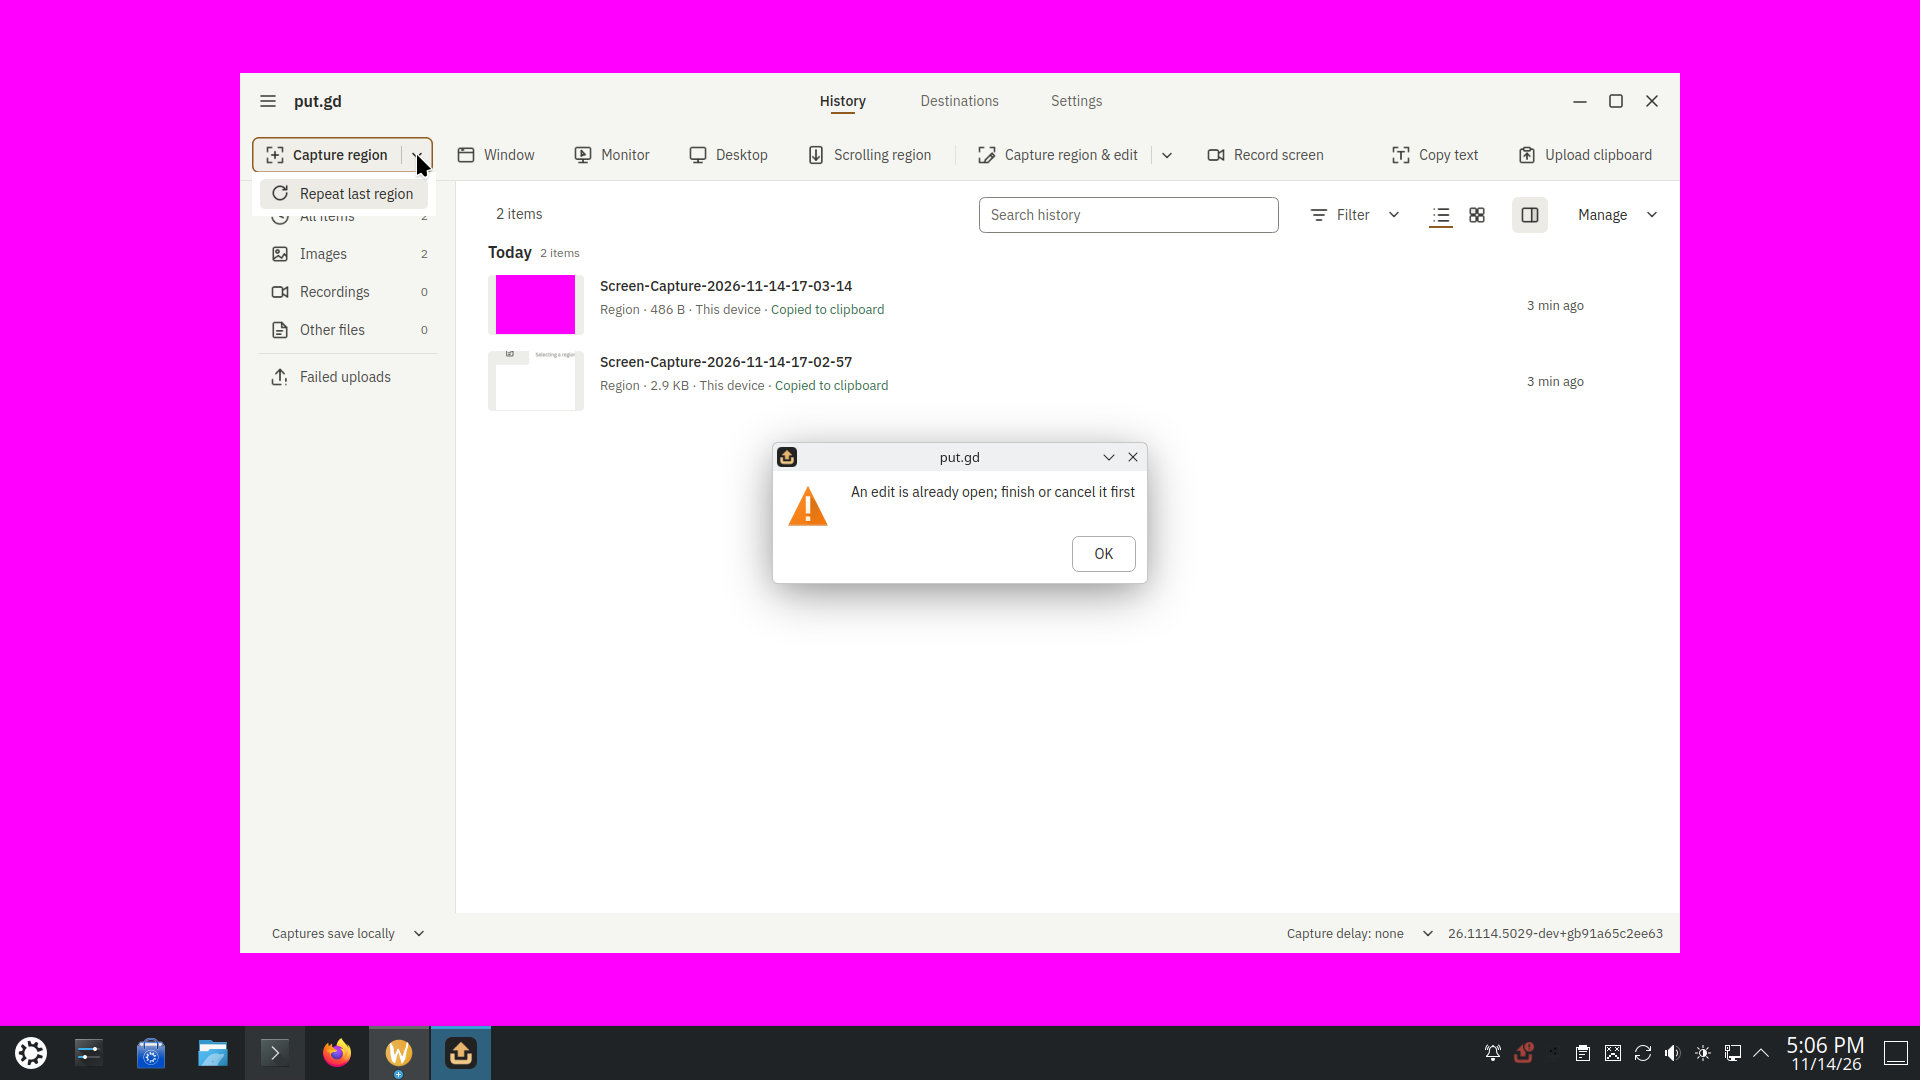 put.gd
History
Destinations
Settings
Capture region
Window
Monitor
Desktop
Scrolling region
Capture region & edit
Record screen
Copy text
Upload clipboard
Repeat last region
All items 2
Images 2
Recordings 0
Other files 0
Failed uploads
2 items
Search history
Filter
Manage
Today 2 items
Screen-Capture-2026-11-14-17-03-14
Region · 486 B · This device · Copied to clipboard
3 min ago
Selecting a region
Screen-Capture-2026-11-14-17-02-57
Region · 2.9 KB · This device · Copied to clipboard
3 min ago
put.gd
An edit is already open; finish or cancel it first
OK
Captures save locally
Capture delay: none
26.1114.5029-dev+gb91a65c2ee63
5:06 PM
11/14/26